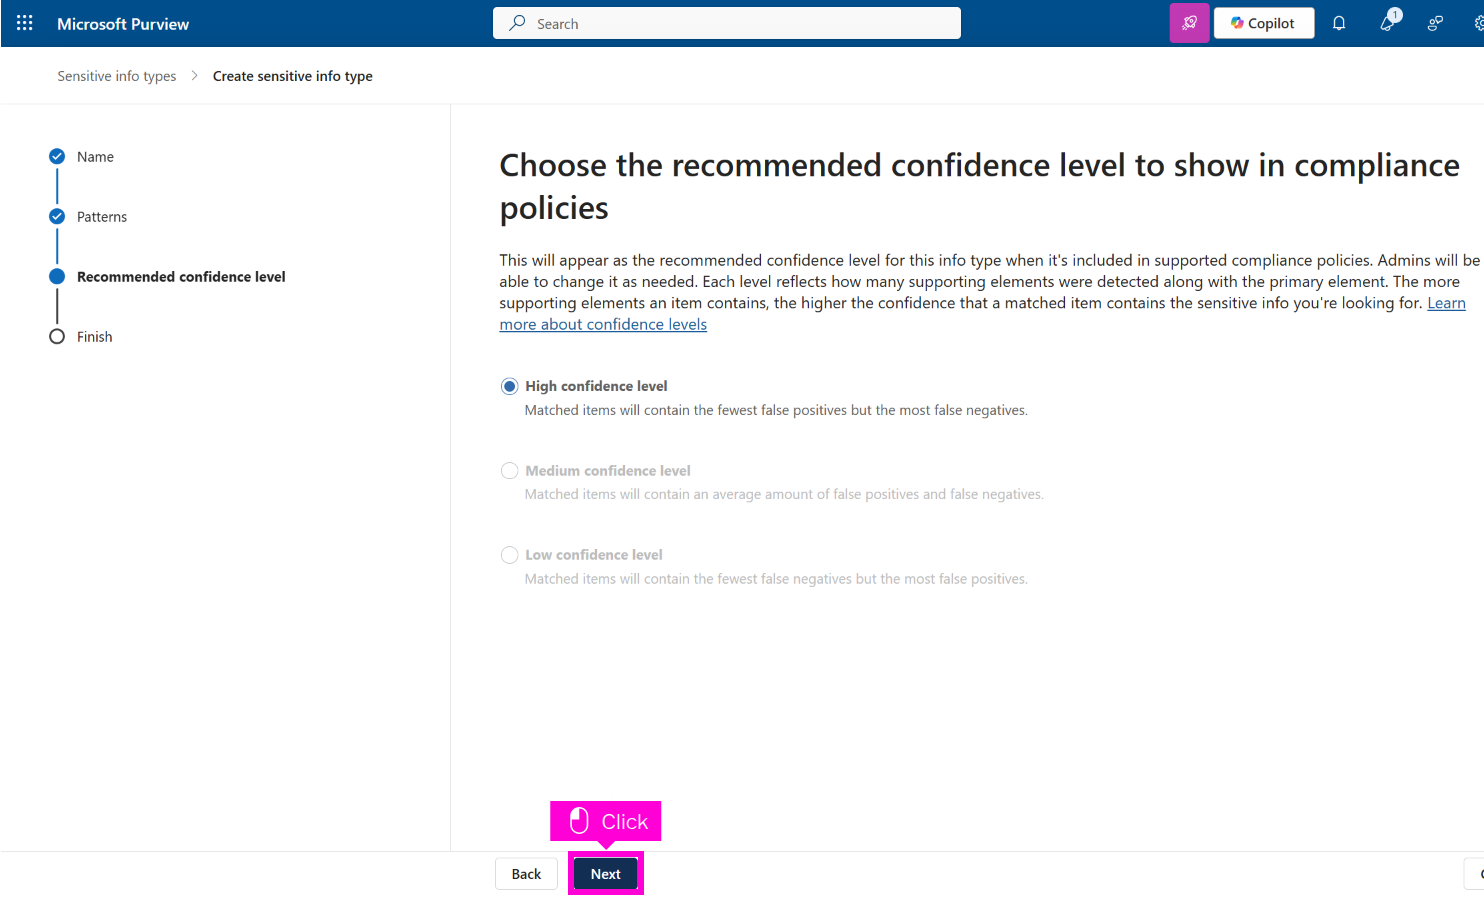 Microsoft Purview
Search
Copilot
1
Sensitive info types > Create sensitive info type
Name
Patterns
Recommended confidence level
Finish
Choose the recommended confidence level to show in compliance
policies
This will appear as the recommended confidence level for this info type when it's included in supported compliance policies. Admins will be
able to change it as needed. Each level reflects how many supporting elements were detected along with the primary element. The more
supporting elements an item contains, the higher the confidence that a matched item contains the sensitive info you're looking for. Learn
more about confidence levels
High confidence level
Matched items will contain the fewest false positives but the most false negatives.
Medium confidence level
Matched items will contain an average amount of false positives and false negatives.
Low confidence level
Matched items will contain the fewest false negatives but the most false positives.
Click
Back
Next